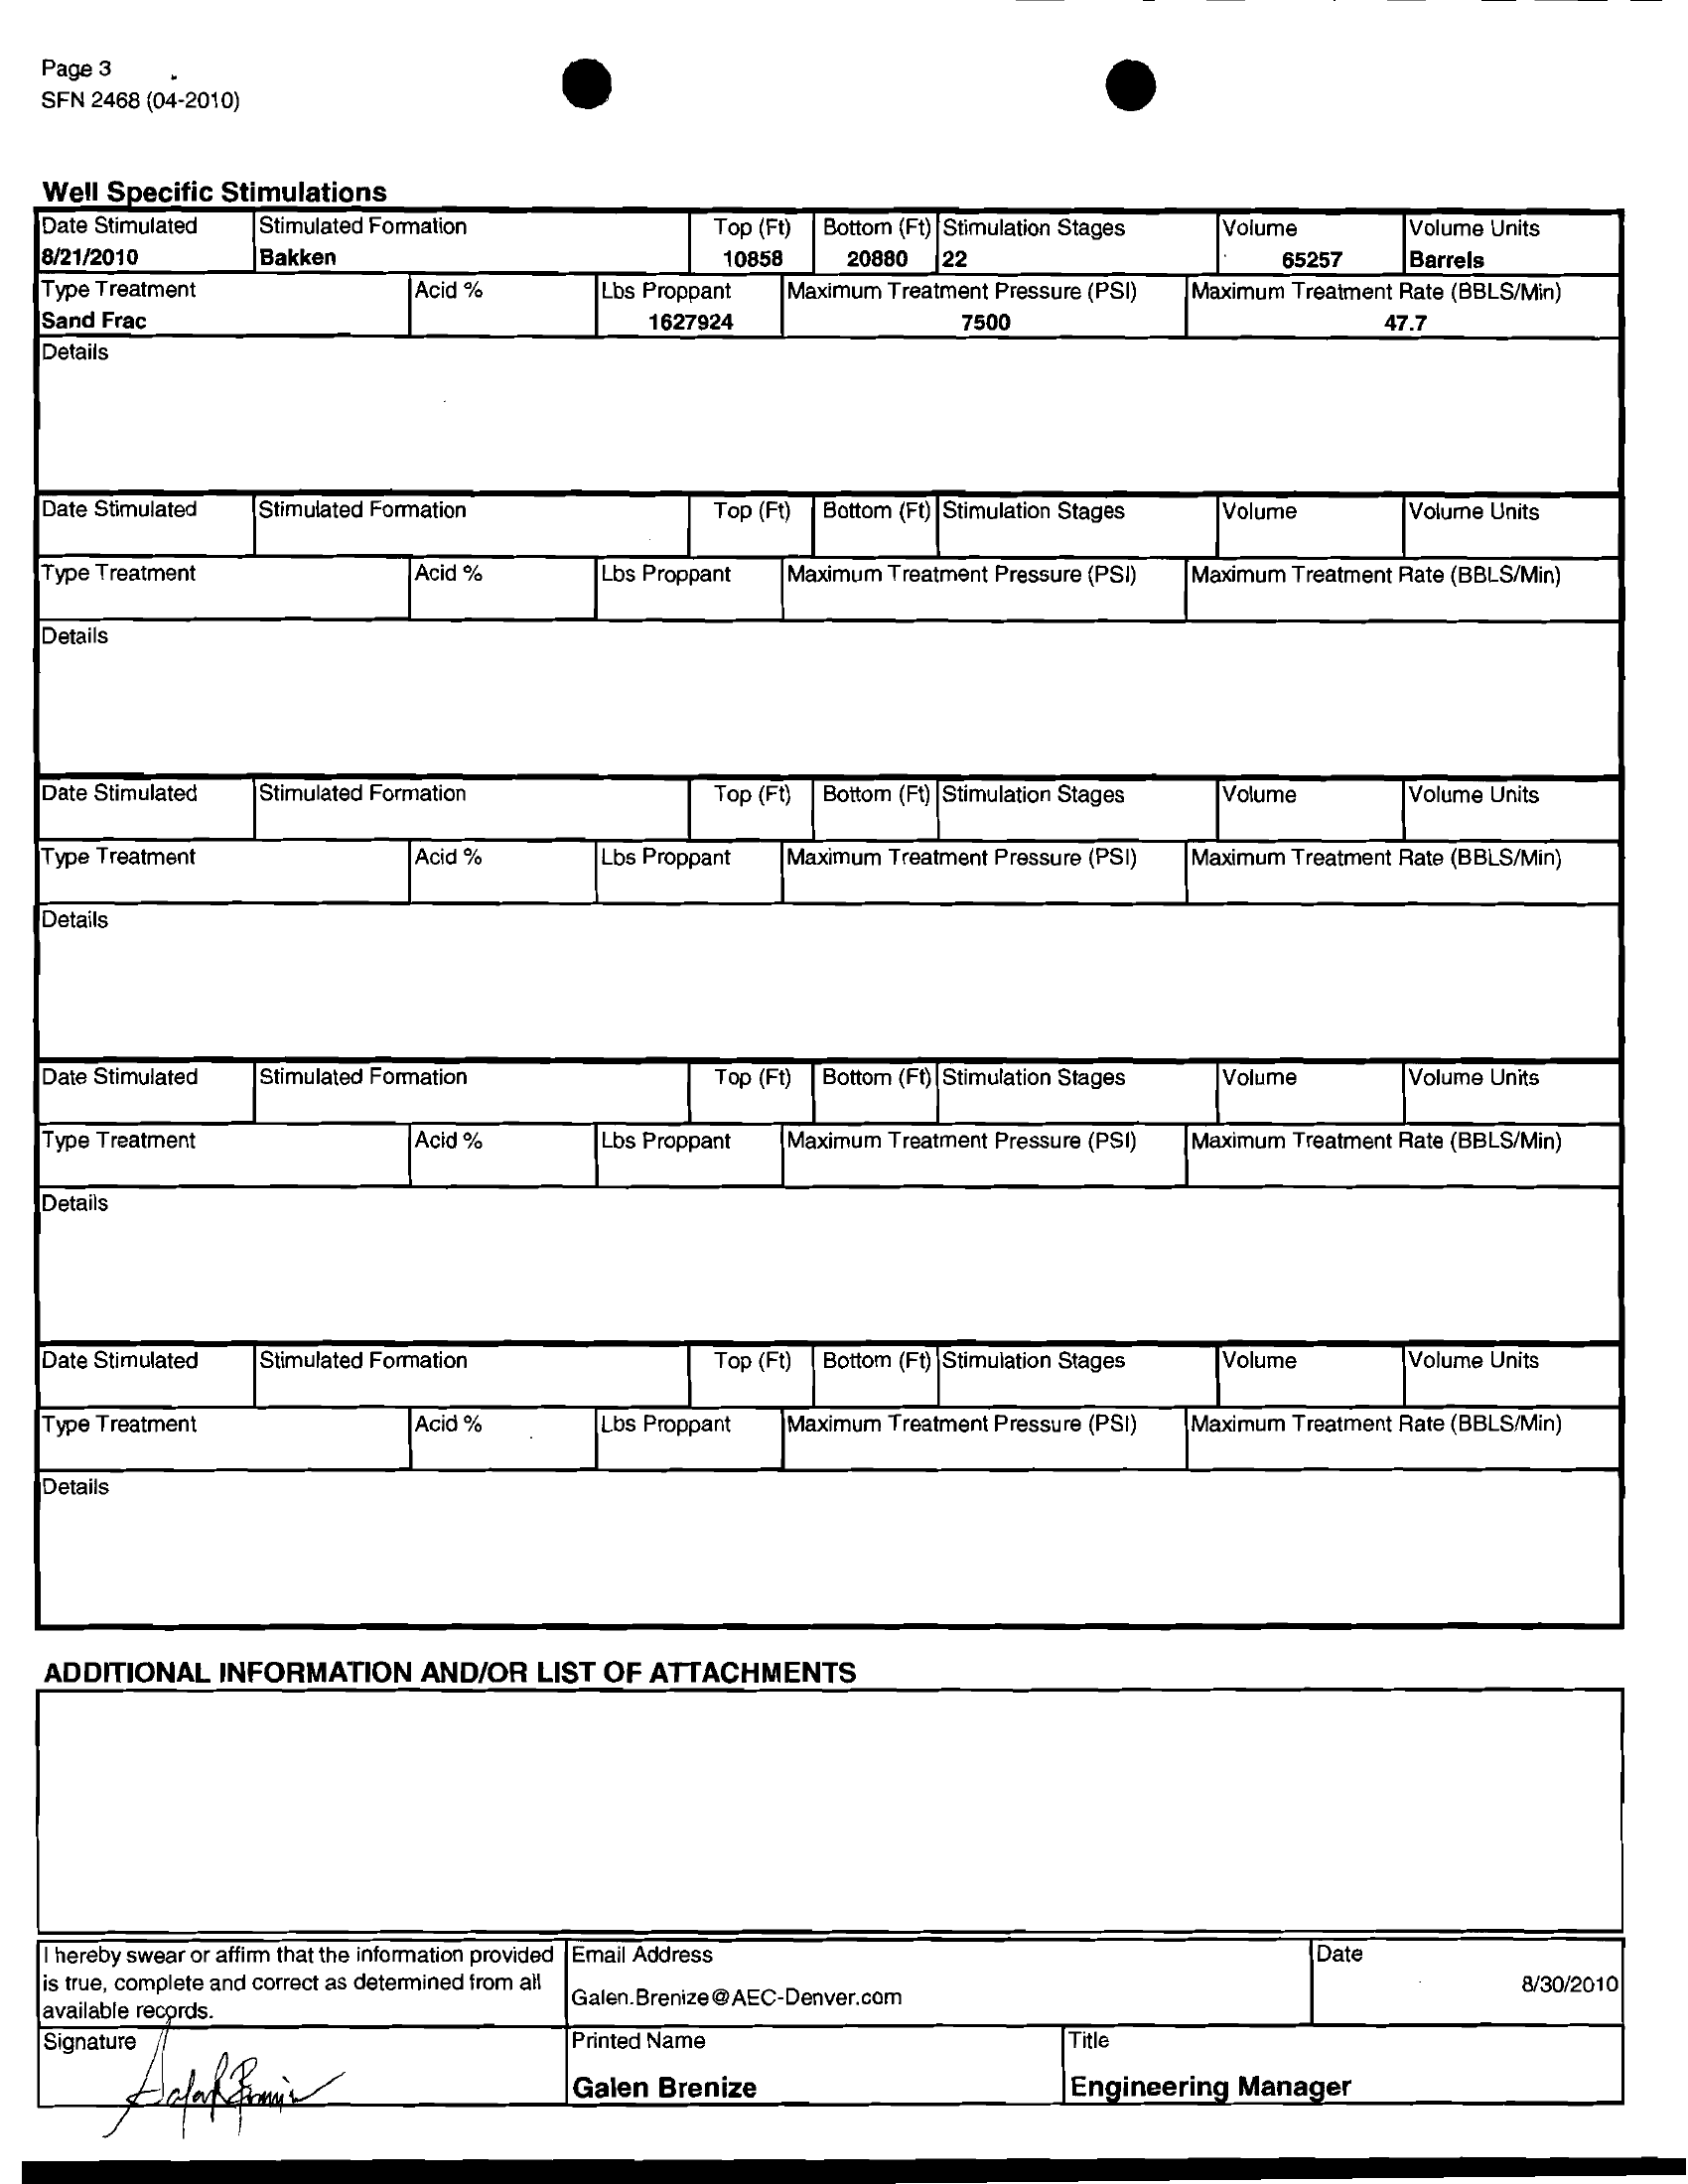 Page 3
SFN 2468 (04-2010)
Well Specific Stimulations
Date Stimulated Stimulated Formation Top (Ft) Bottom (Ft) Stimulation Stages Volume Volume Units
8/21/2010 Bakken 10858 20880 22 65257 Barrels
Type Treatment Acid % Lbs Proppant Maximum Treatment Pressure (PSI) Maximum Treatment Rate (BBLS/Min)
Sand Frac 1627924 7500 47.7
Details
Date Stimulated Stimulated Formation Top (Ft) Bottom (Ft) Stimulation Stages Volume Volume Units
Type Treatment Acid % Lbs Proppant Maximum Treatment Pressure (PSI) Maximum Treatment Rate (BBLS/Min)
Details
Date Stimulated Stimulated Formation Top (Ft) Bottom (Ft) Stimulation Stages Volume Volume Units
Type Treatment Acid % Lbs Proppant Maximum Treatment Pressure (PSI) Maximum Treatment Rate (BBLS/Min)
Details
Date Stimulated Stimulated Formation Top (Ft) Bottom (Ft) Stimulation Stages Volume Volume Units
Type Treatment Acid % Lbs Proppant Maximum Treatment Pressure (PSI) Maximum Treatment Rate (BBLS/Min)
Details
Date Stimulated Stimulated Formation Top (Ft) Bottom (Ft) Stimulation Stages Volume Volume Units
Type Treatment Acid % Lbs Proppant Maximum Treatment Pressure (PSI) Maximum Treatment Rate (BBLS/Min)
Details
ADDITIONAL INFORMATION AND/OR LIST OF ATTACHMENTS
I hereby swear or affirm that the information provided
is true, complete and correct as determined from all
available records.
Email Address
Galen.Brenize@AEC-Denver.com
Date
8/30/2010
Signature
Printed Name
Galen Brenize
Title
Engineering Manager